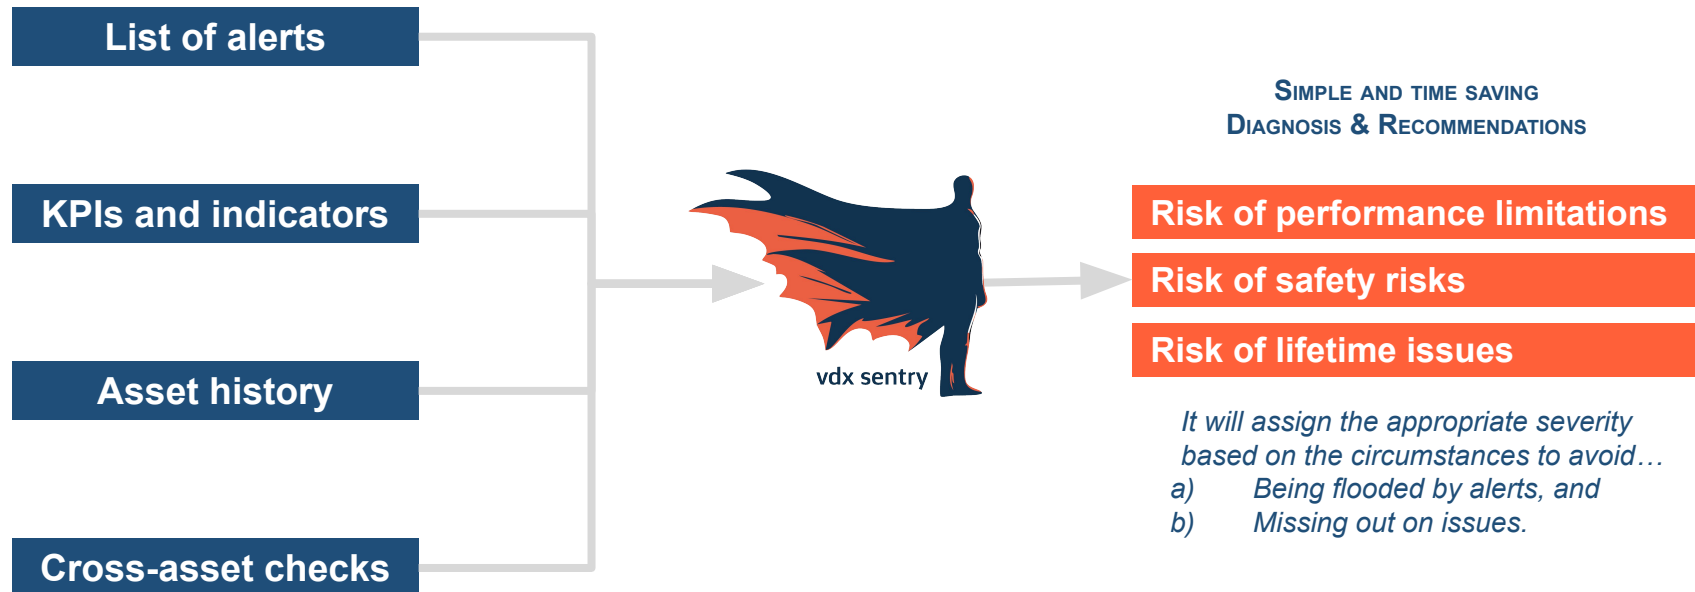 List of alerts
KPIs and indicators
Asset history
Cross-asset checks
vdx sentry
Simple and time saving
Diagnosis & Recommendations
Risk of performance limitations
Risk of safety risks
Risk of lifetime issues
It will assign the appropriate severity
based on the circumstances to avoid…
a) Being flooded by alerts, and
b) Missing out on issues.